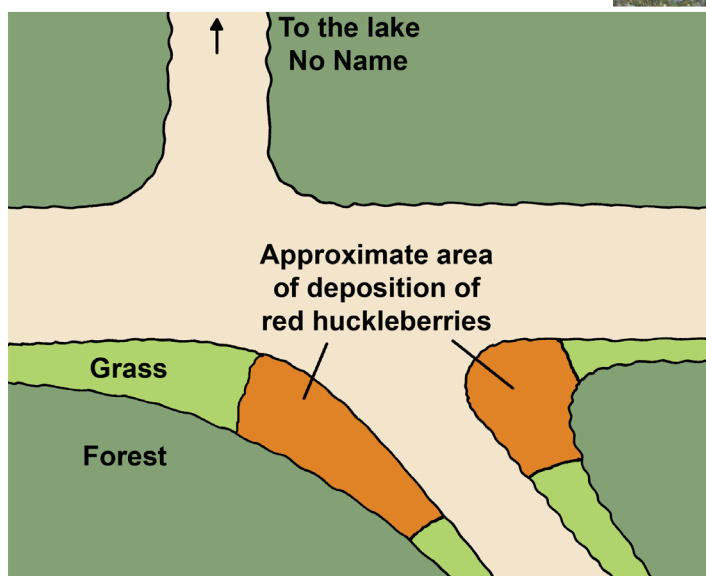 To the lake
No Name
Approximate area
of deposition of
red huckleberries
Grass
Forest